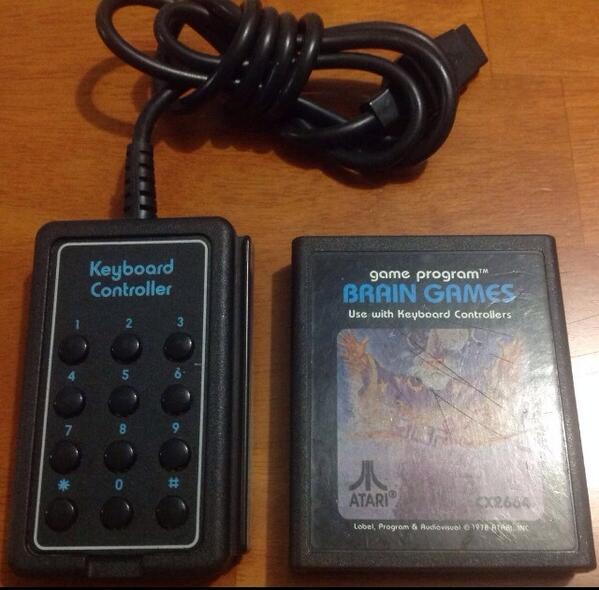 Keyboard
Controller
1 2 3
4 5 6
7 8 9
* 0 #
game program™
BRAIN GAMES
Use with Keyboard Controllers
ATARI®
CX2664
Label, Program & Audiovisual © 1978 ATARI, INC.